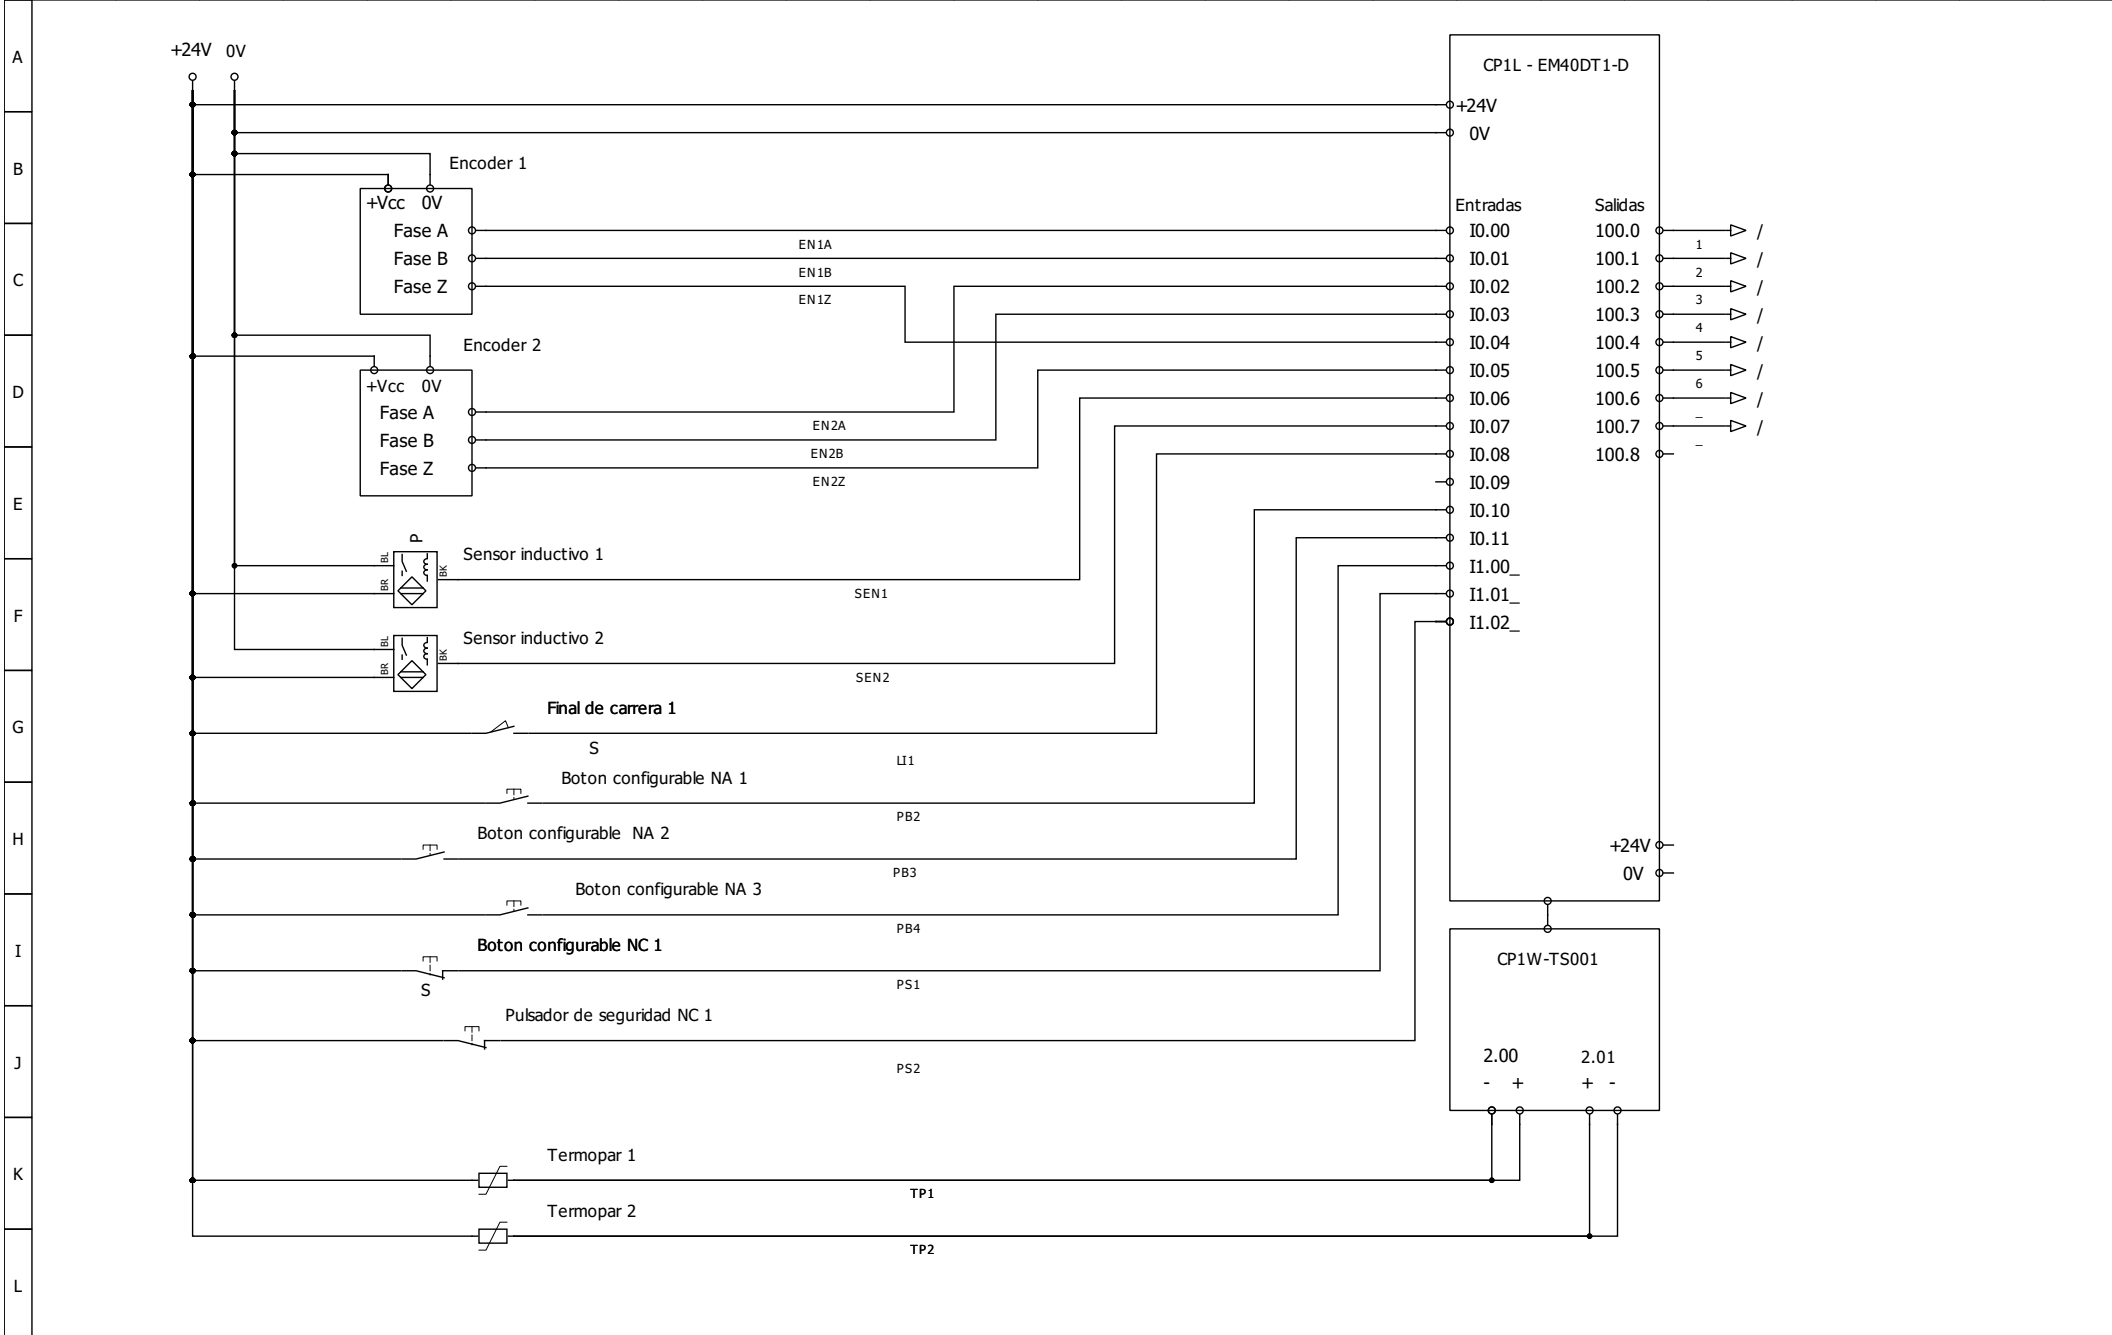 A
B
C
D
E
F
G
H
I
J
K
L
+24V 0V
CP1L - EM40DT1-D
+24V
0V
Encoder 1
+Vcc 0V
Fase A
Fase B
Fase Z
EN1A
EN1B
EN1Z
Encoder 2
+Vcc 0V
Fase A
Fase B
Fase Z
EN2A
EN2B
EN2Z
Entradas Salidas
I0.00 100.0 /
1
I0.01 100.1 /
2
I0.02 100.2 /
3
I0.03 100.3 /
4
I0.04 100.4 /
5
I0.05 100.5 /
6
I0.06 100.6 /
_
I0.07 100.7 /
_
I0.08 100.8
I0.09
I0.10
I0.11
I1.00_
I1.01_
I1.02_
P
Sensor inductivo 1
BL
BR
BK
SEN1
Sensor inductivo 2
BL
BR
BK
SEN2
Final de carrera 1
S
LI1
Boton configurable NA 1
PB2
Boton configurable NA 2
PB3
Boton configurable NA 3
PB4
Boton configurable NC 1
S
PS1
Pulsador de seguridad NC 1
PS2
+24V
0V
CP1W-TS001
2.00 2.01
- + + -
Termopar 1
TP1
Termopar 2
TP2